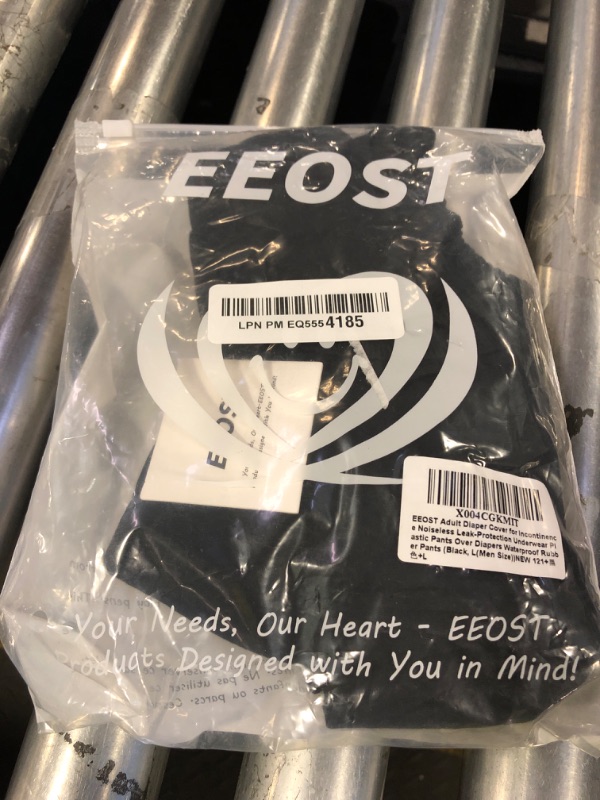 EEOST
LPN PM EQ5554185
X004CGKMIT
EEOST Adult Diaper Cover for Incontinenc
e Noiseless Leak-Protection Underwear Pl
astic Pants Over Diapers Waterproof Rubb
er Pants (Black, L(Men Size))NEW 121+黑
色+L
Your Needs, Our Heart - EEOST
Products Designed with You in Mind!